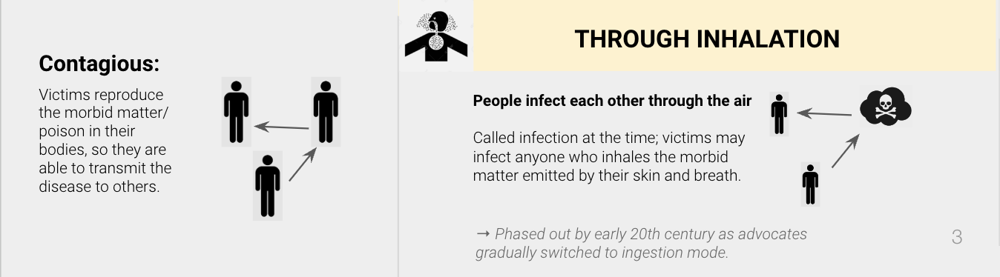 Contagious:
Victims reproduce
the morbid matter/
poison in their
bodies, so they are
able to transmit the
disease to others.
THROUGH INHALATION
People infect each other through the air
Called infection at the time; victims may
infect anyone who inhales the morbid
matter emitted by their skin and breath.
→ Phased out by early 20th century as advocates
gradually switched to ingestion mode.
3